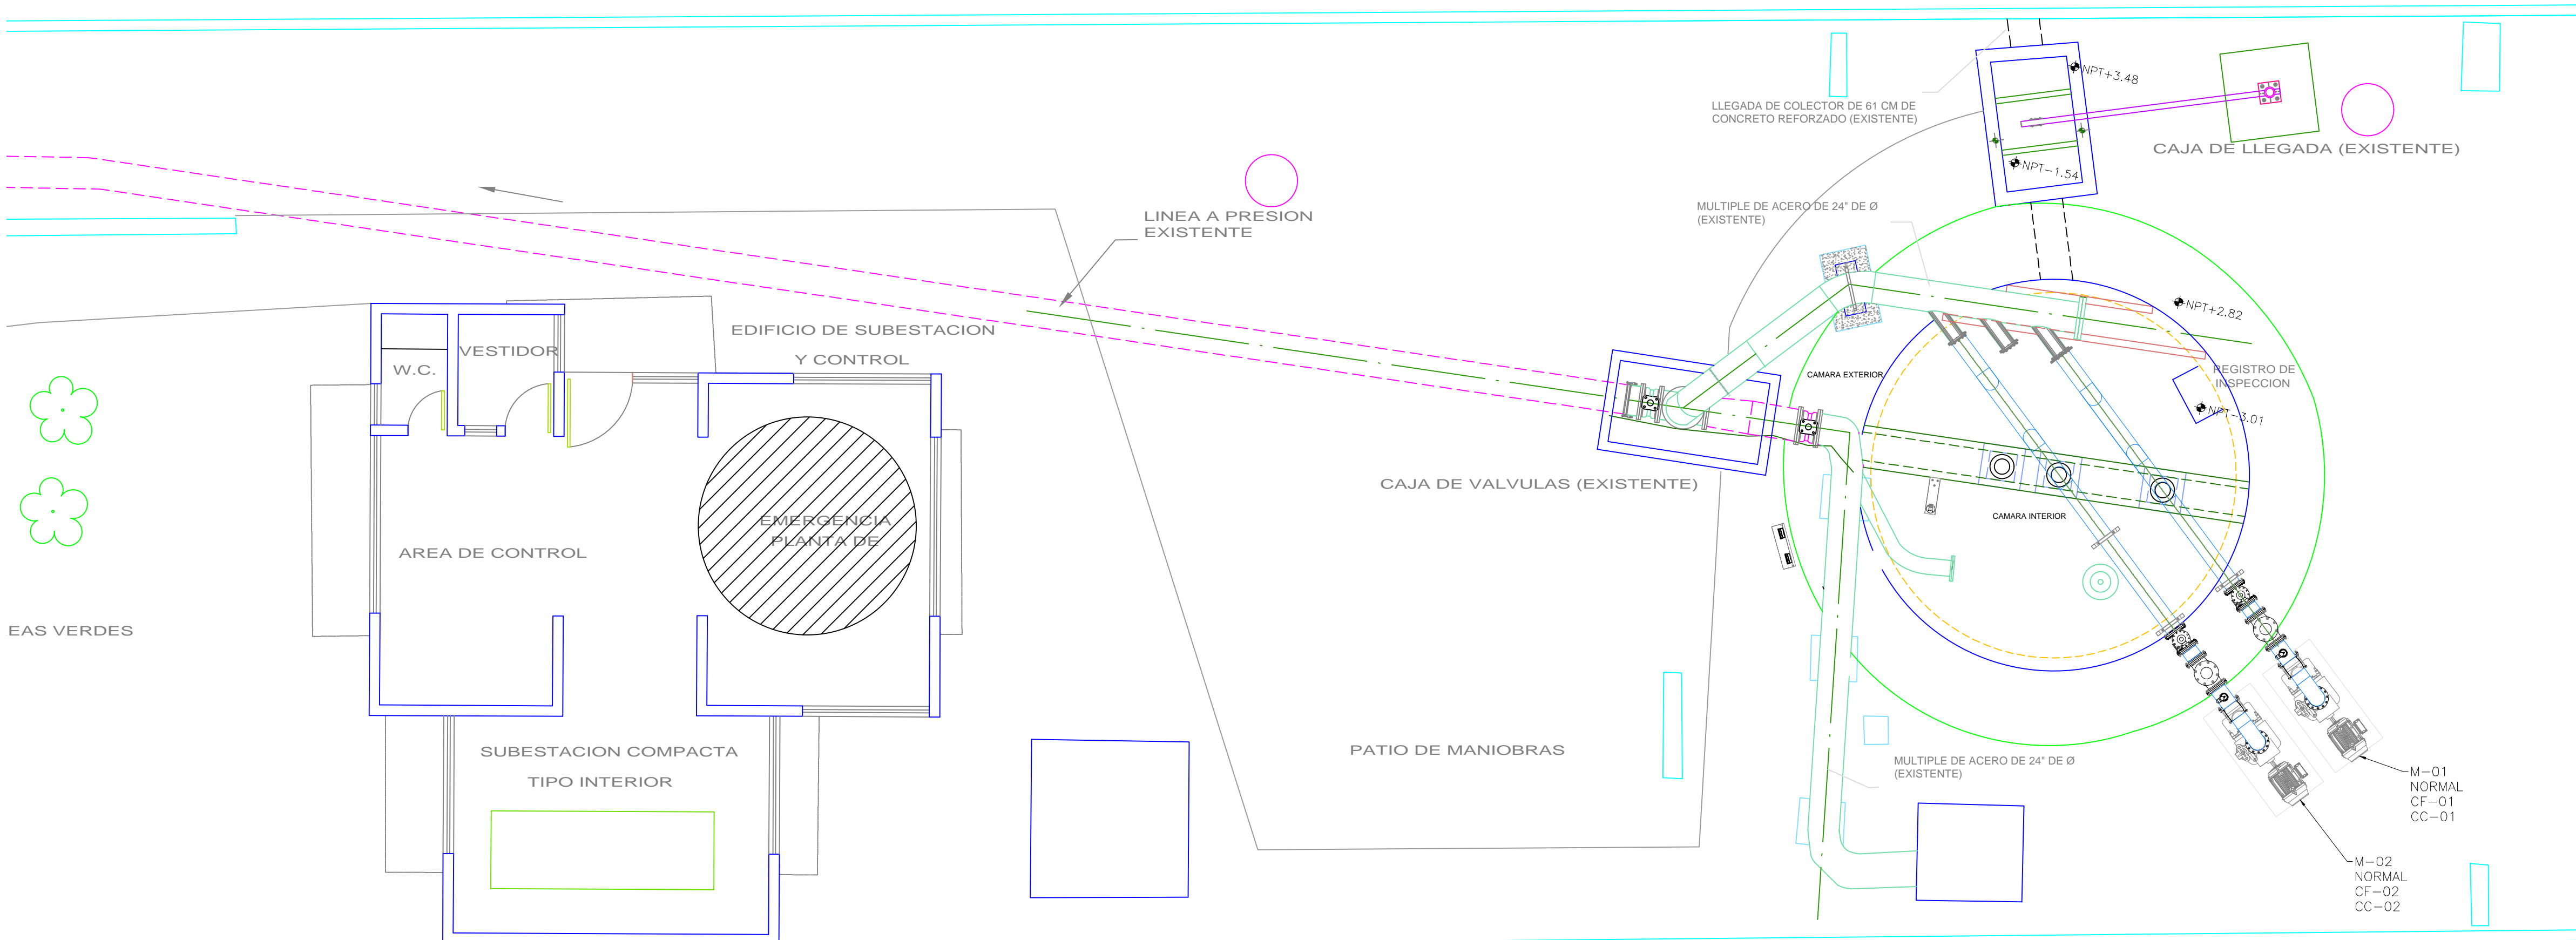 NPT+3.48
LLEGADA DE COLECTOR DE 61 CM DE
CONCRETO REFORZADO (EXISTENTE)
CAJA DE LLEGADA (EXISTENTE)
NPT-1.54
MULTIPLE DE ACERO DE 24" DE Ø
(EXISTENTE)
LINEA A PRESION
EXISTENTE
NPT+2.82
EDIFICIO DE SUBESTACION
Y CONTROL
VESTIDOR
W.C.
CAMARA EXTERIOR
REGISTRO DE
INSPECCION
NPT-3.01
CAJA DE VALVULAS (EXISTENTE)
CAMARA INTERIOR
EMERGENCIA
PLANTA DE
AREA DE CONTROL
EAS VERDES
SUBESTACION COMPACTA
TIPO INTERIOR
PATIO DE MANIOBRAS
MULTIPLE DE ACERO DE 24" DE Ø
(EXISTENTE)
M-01
NORMAL
CF-01
CC-01
M-02
NORMAL
CF-02
CC-02